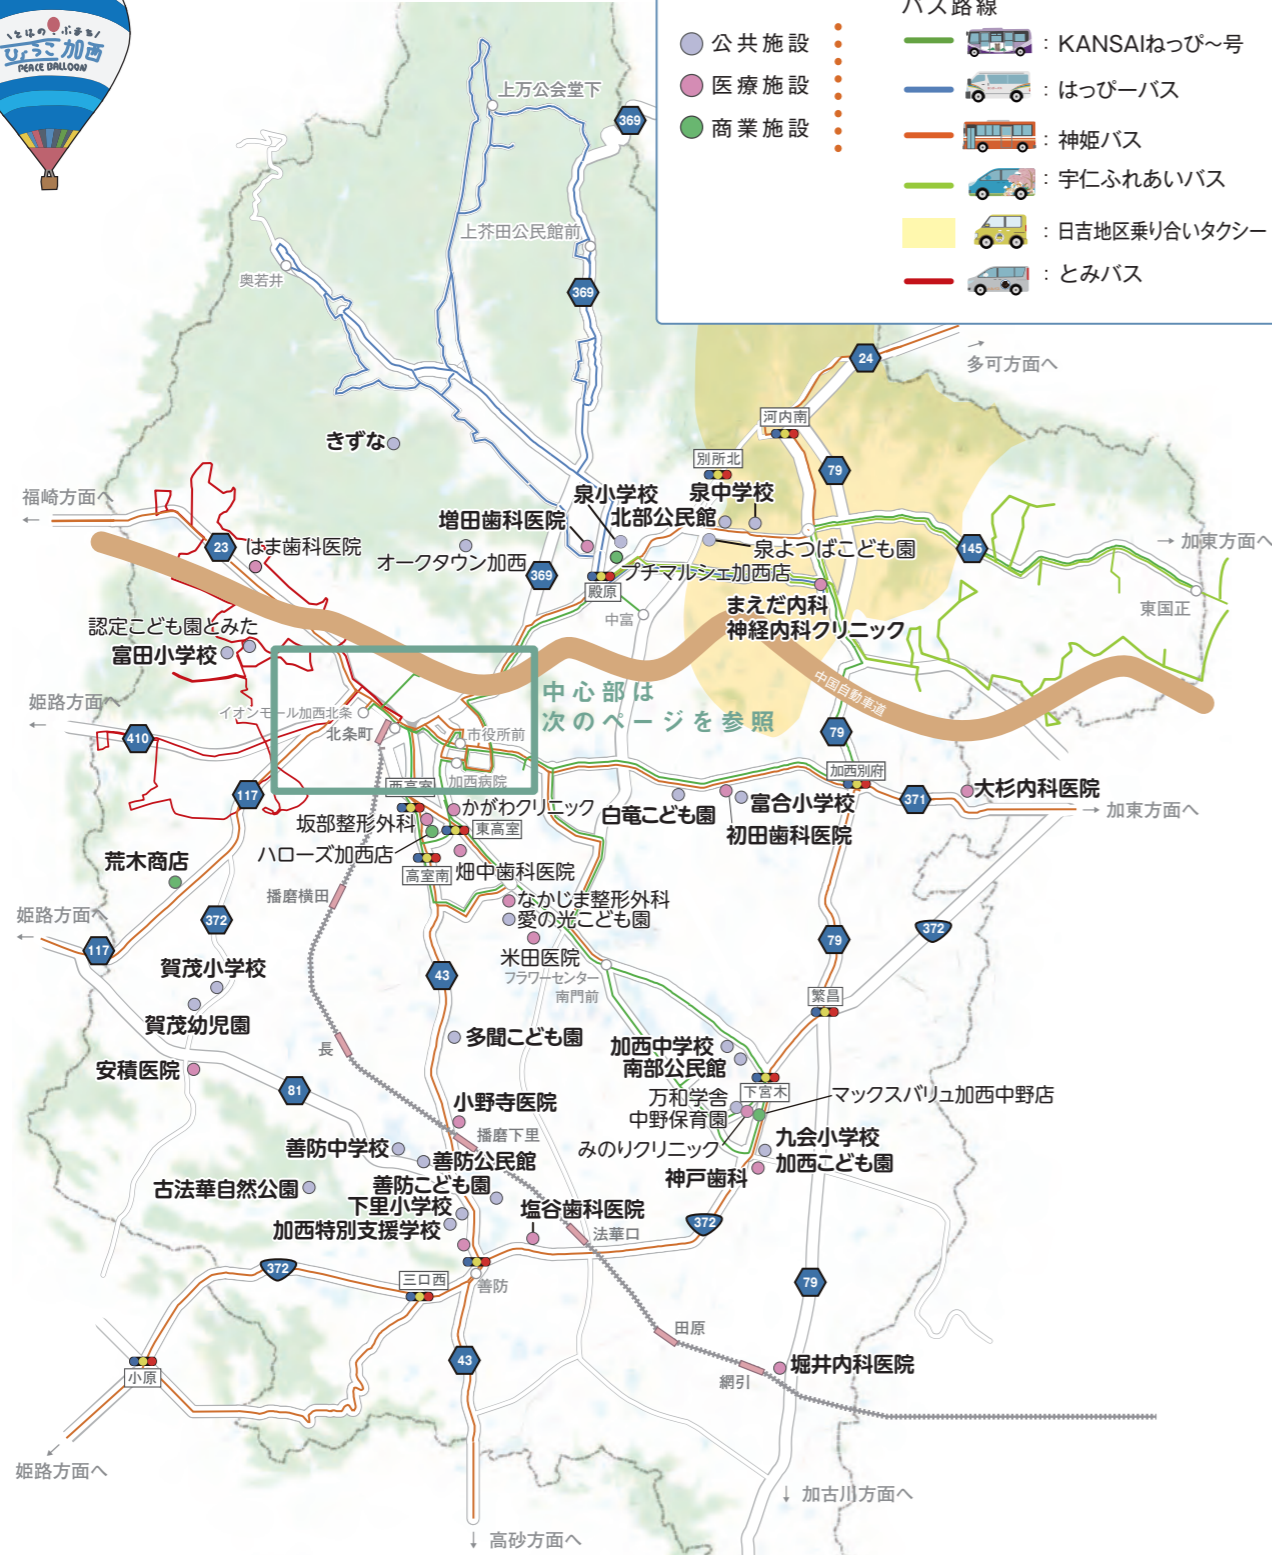 とはの・ぷまち
ひょうご加西
PEACE BALLOON
バス路線
公共施設
医療施設
商業施設
：KANSAIねっぴ～号
：はっぴーバス
：神姫バス
：宇仁ふれあいバス
：日吉地区乗り合いタクシー
：とみバス
上万公会堂下
369
上芥田公民館前
奥若井
369
24
多可方面へ
河内南
79
別所北
きずな
泉小学校
泉中学校
福崎方面へ
増田歯科医院
北部公民館
23
はま歯科医院
オークタウン加西
369
泉よつばこども園
145
加東方面へ
プチマルシェ加西店
殿原
中富
まえだ内科
神経内科クリニック
東国正
認定こども園とみた
富田小学校
中国自動車道
姫路方面へ
中心部は
次のページを参照
イオンモール加西北条
北条町
市役所前
410
79
加西病院
加西別府
西高室
117
かがわクリニック
白竜こども園
富合小学校
371
大杉内科医院
加東方面へ
坂部整形外科
東高室
初田歯科医院
ハローズ加西店
荒木商店
高室南
畑中歯科医院
播磨横田
なかじま整形外科
愛の光こども園
姫路方面へ
372
372
117
79
米田医院
賀茂小学校
43
フラワーセンター
南門前
繁昌
賀茂幼児園
長
多聞こども園
加西中学校
南部公民館
安積医院
81
下宮木
万和学舎
マックスバリュ加西中野店
小野寺医院
中野保育園
播磨下里
みのりクリニック
九会小学校
善防中学校
善防公民館
加西こども園
神戸歯科
古法華自然公園
善防こども園
下里小学校
塩谷歯科医院
加西特別支援学校
372
法華口
372
三口西
善防
79
田原
43
小原
網引
堀井内科医院
姫路方面へ
加古川方面へ
高砂方面へ